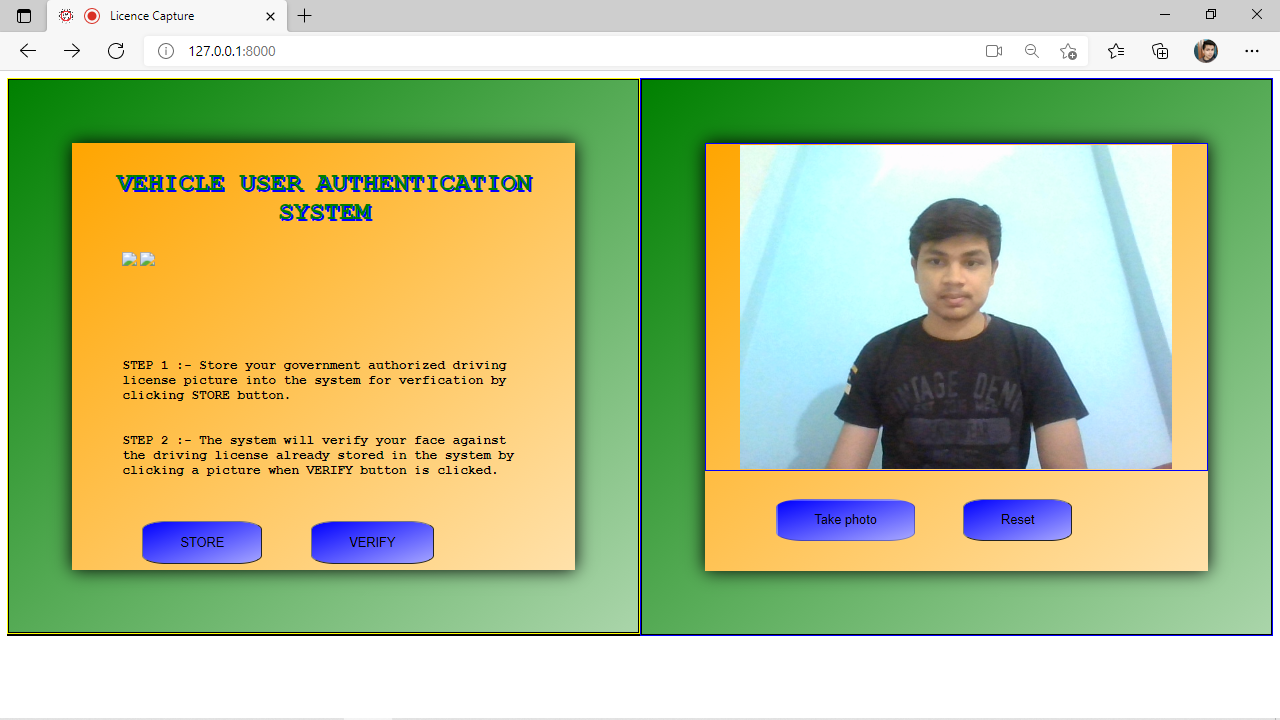 Licence Capture
127.0.0.1:8000
VEHICLE USER AUTHENTICATION
SYSTEM
STEP 1 :- Store your government authorized driving
license picture into the system for verfication by
clicking STORE button.
STEP 2 :- The system will verify your face against
the driving license already stored in the system by
clicking a picture when VERIFY button is clicked.
STORE
VERIFY
Take photo
Reset